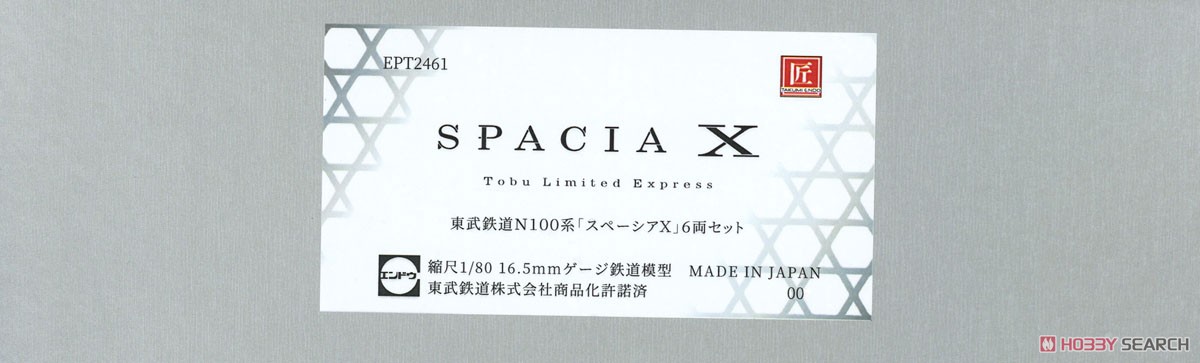 EPT2461
匠
TAKUMI ENDO
SPACIA X
Tobu Limited Express
東武鉄道N100系「スペーシアX」6両セット
エンドウ
縮尺1/80 16.5mmゲージ鉄道模型 MADE IN JAPAN
東武鉄道株式会社商品化許諾済 00
HOBBY SEARCH